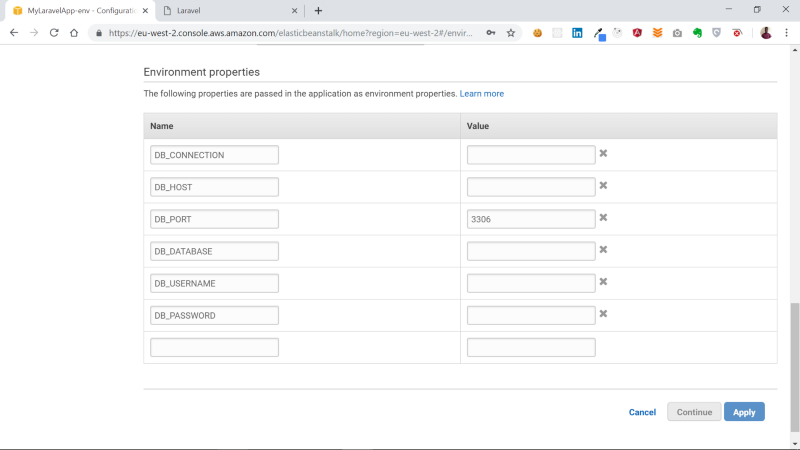 MyLaravelApp-env - Configuratio
Laravel
https://eu-west-2.console.aws.amazon.com/elasticbeanstalk/home?region=eu-west-2#/envir...
Environment properties
The following properties are passed in the application as environment properties. Learn more
Name Value
DB_CONNECTION
DB_HOST
DB_PORT 3306
DB_DATABASE
DB_USERNAME
DB_PASSWORD
Cancel Continue Apply